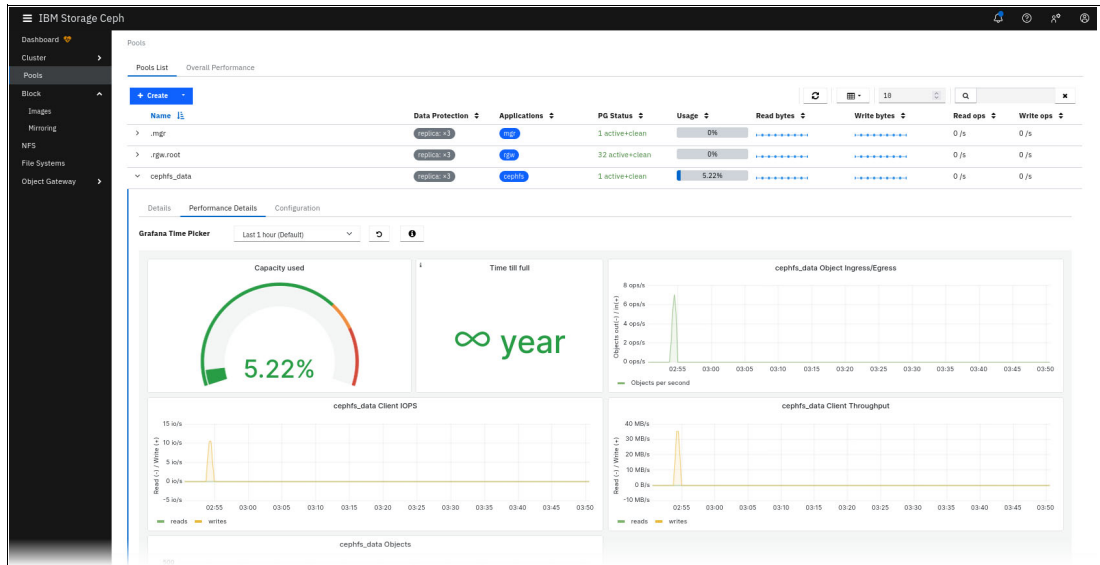 IBM Storage Ceph
Dashboard
Cluster
Pools
Block
Images
Mirroring
NFS
File Systems
Object Gateway
Pools
Pools List Overall Performance
+ Create
10
Name Data Protection Applications PG Status Usage Read bytes Write bytes Read ops Write ops
.mgr replica: ×3 mgr 1 active+clean 0% 0 /s 0 /s
.rgw.root replica: ×3 rgw 32 active+clean 0% 0 /s 0 /s
cephfs_data replica: ×3 cephfs 1 active+clean 5.22% 0 /s 0 /s
Details Performance Details Configuration
Grafana Time Picker Last 1 hour (Default)
Capacity used
5.22%
i Time till full
∞ year
cephfs_data Object Ingress/Egress
Objects out(-) / in(+)
8 ops/s
6 ops/s
4 ops/s
2 ops/s
0 ops/s
02:55 03:00 03:05 03:10 03:15 03:20 03:25 03:30 03:35 03:40 03:45 03:50
Objects per second
cephfs_data Client IOPS
Read (-) / Write (+)
15 io/s
10 io/s
5 io/s
0 io/s
-5 io/s
02:55 03:00 03:05 03:10 03:15 03:20 03:25 03:30 03:35 03:40 03:45 03:50
reads writes
cephfs_data Client Throughput
Read (-) / Write (+)
40 MB/s
30 MB/s
20 MB/s
10 MB/s
0 B/s
-10 MB/s
02:55 03:00 03:05 03:10 03:15 03:20 03:25 03:30 03:35 03:40 03:45 03:50
reads writes
cephfs_data Objects